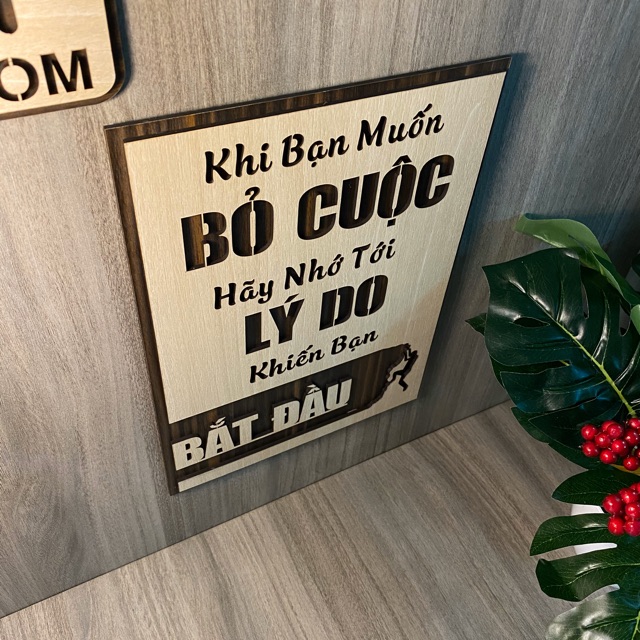 OM
Khi Bạn Muốn
BỎ CUỘC
Hãy Nhớ Tới
LÝ DO
Khiến Bạn
BẮT ĐẦU